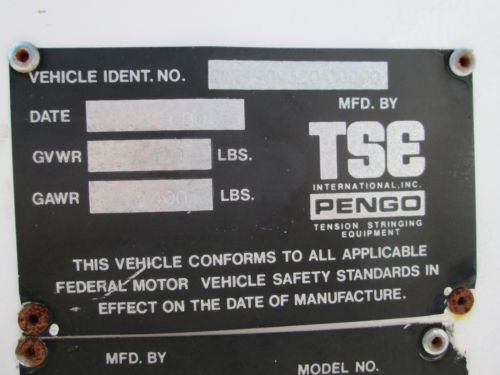 VEHICLE IDENT. NO.
MFD. BY
DATE
GVWR LBS.
GAWR LBS.
TSE
INTERNATIONAL, INC.
PENGO
TENSION STRINGING
EQUIPMENT
THIS VEHICLE CONFORMS TO ALL APPLICABLE
FEDERAL MOTOR VEHICLE SAFETY STANDARDS IN
EFFECT ON THE DATE OF MANUFACTURE.
MFD. BY
MODEL NO.